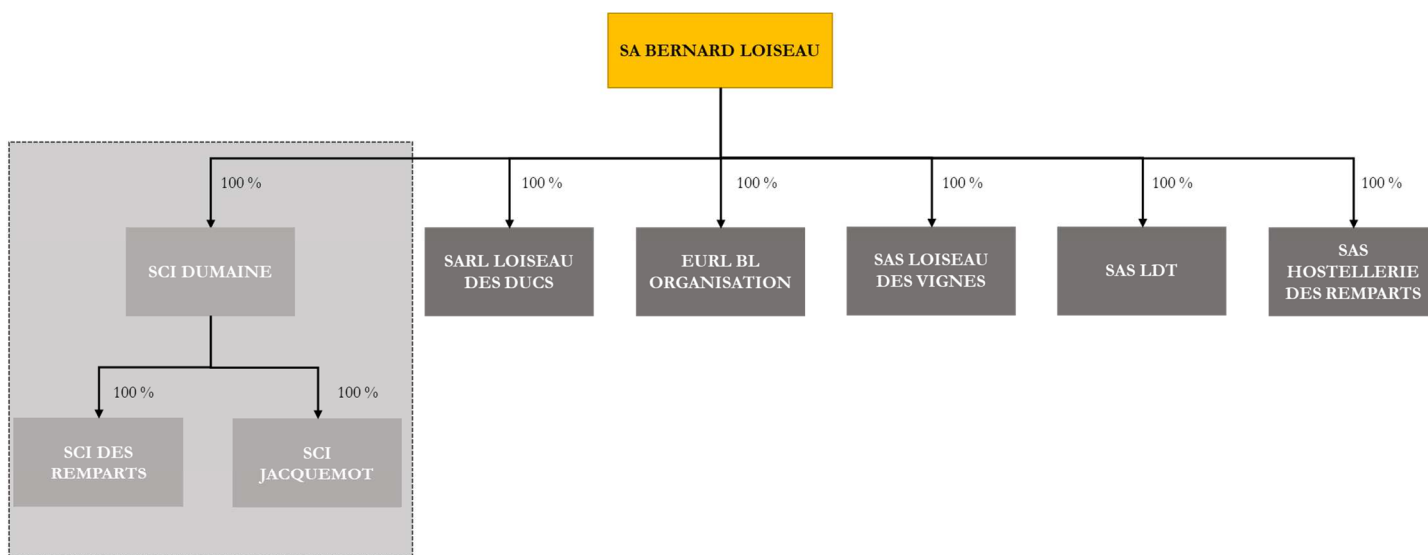 SA BERNARD LOISEAU
100 %
100 %
100 %
100 %
100 %
100 %
SCI DUMAINE
SARL LOISEAU
DES DUCS
EURL BL
ORGANISATION
SAS LOISEAU
DES VIGNES
SAS LDT
SAS
HOSTELLERIE
DES REMPARTS
100 %
100 %
SCI DES
REMPARTS
SCI
JACQUEMOT